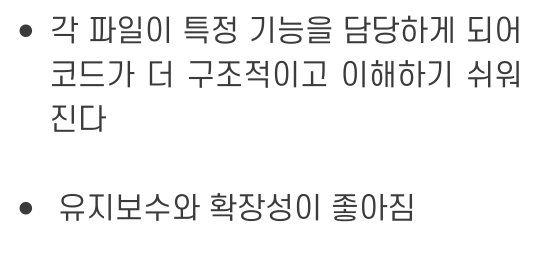 ● 각 파일이 특정 기능을 담당하게 되어
코드가 더 구조적이고 이해하기 쉬워
진다
● 유지보수와 확장성이 좋아짐